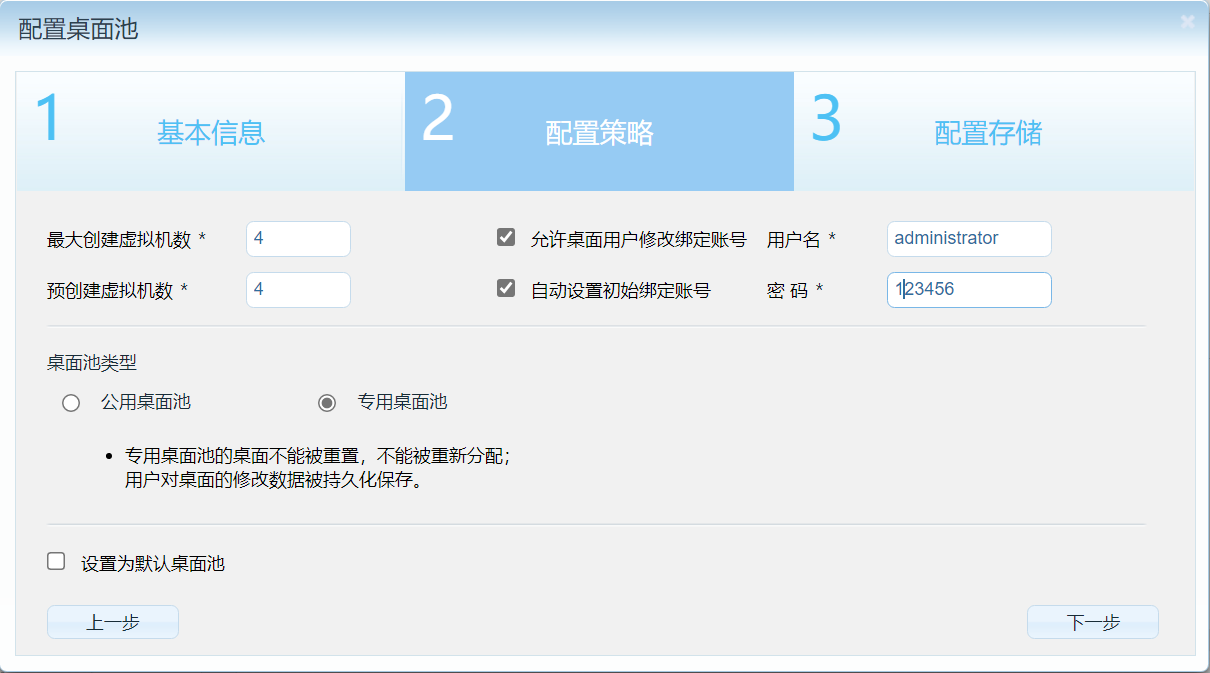 配置桌面池
1 基本信息
2 配置策略
3 配置存储
最大创建虚拟机数 * 4 允许桌面用户修改绑定账号 用户名 * administrator
预创建虚拟机数 * 4 自动设置初始绑定账号 密 码 * 123456
桌面池类型
公用桌面池 专用桌面池
• 专用桌面池的桌面不能被重置，不能被重新分配；
用户对桌面的修改数据被持久化保存。
设置为默认桌面池
上一步 下一步